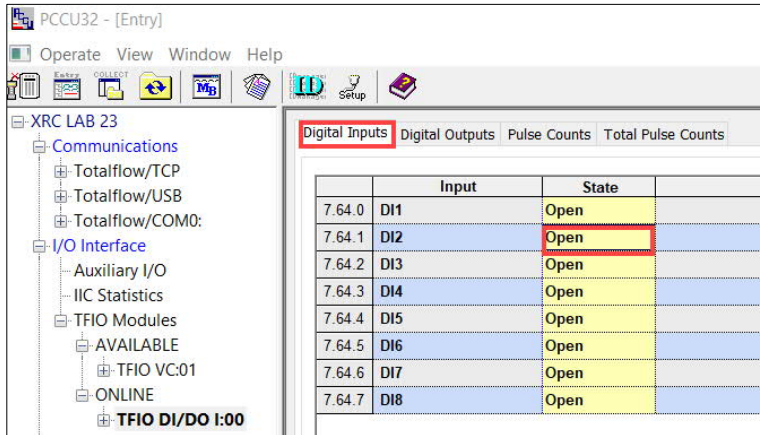 PCCU32 - [Entry]
Operate View Window Help
Entry COLLECT MB ID Setup
XRC LAB 23
Communications
Totalflow/TCP
Totalflow/USB
Totalflow/COM0:
I/O Interface
Auxiliary I/O
IIC Statistics
TFIO Modules
AVAILABLE
TFIO VC:01
ONLINE
TFIO DI/DO I:00
Digital Inputs Digital Outputs Pulse Counts Total Pulse Counts
Input State
7.64.0 DI1 Open
7.64.1 DI2 Open
7.64.2 DI3 Open
7.64.3 DI4 Open
7.64.4 DI5 Open
7.64.5 DI6 Open
7.64.6 DI7 Open
7.64.7 DI8 Open